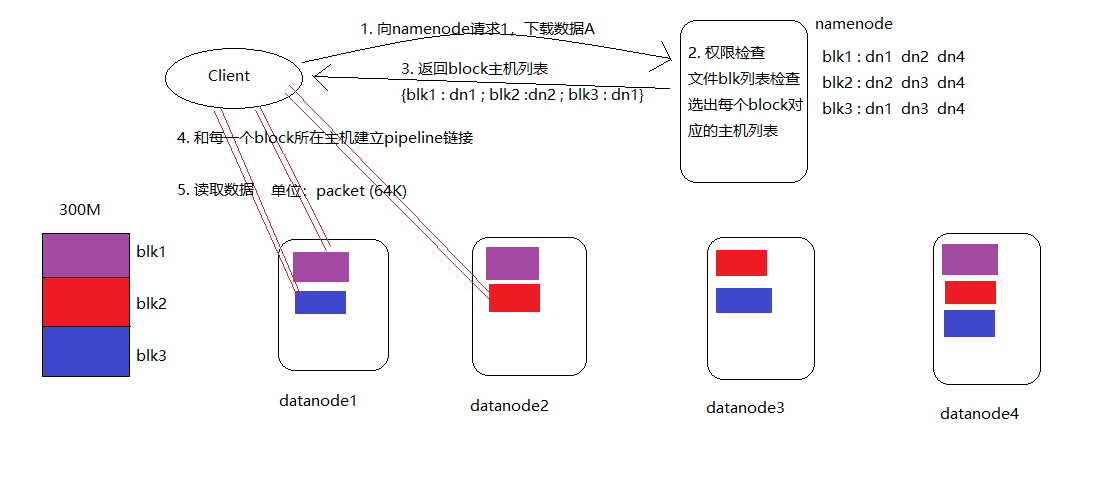 1. 向namenode请求1，下载数据A
namenode
Client
3. 返回block主机列表
{blk1 : dn1 ; blk2 :dn2 ; blk3 : dn1}
2. 权限检查
文件blk列表检查
选出每个block对
应的主机列表
blk1 : dn1 dn2 dn4
blk2 : dn2 dn3 dn4
blk3 : dn1 dn3 dn4
4. 和每一个block所在主机建立pipeline链接
5. 读取数据 单位：packet (64K)
300M
blk1
blk2
blk3
datanode1
datanode2
datanode3
datanode4